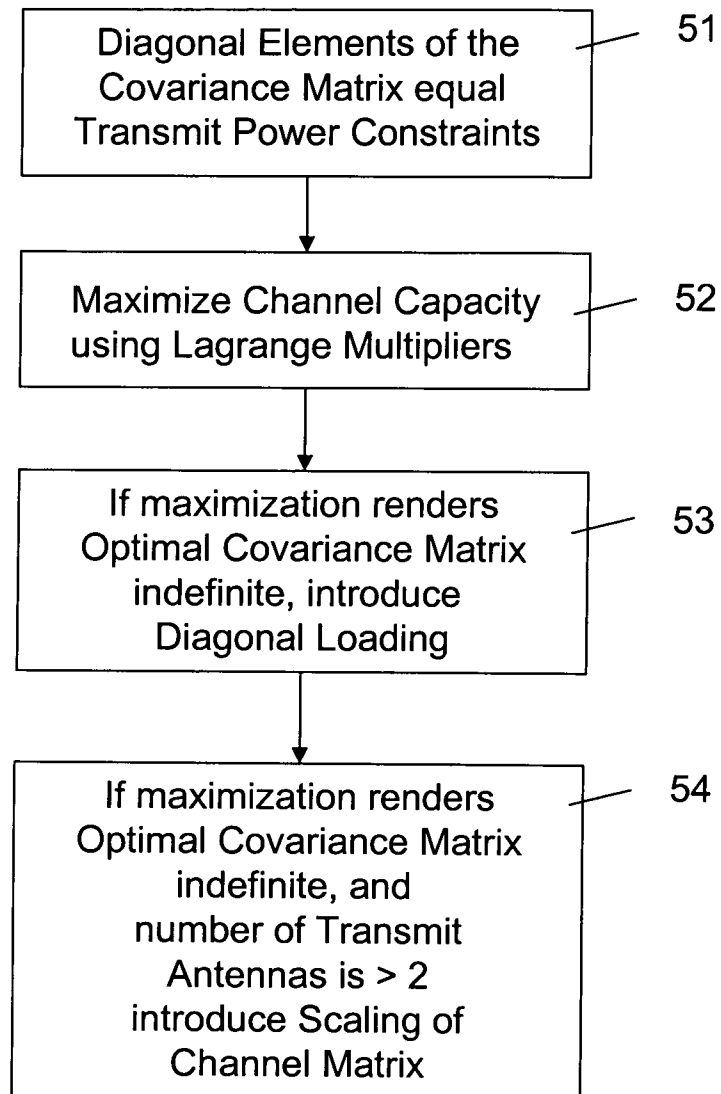 Diagonal Elements of the
Covariance Matrix equal
Transmit Power Constraints
51
Maximize Channel Capacity
using Lagrange Multipliers
52
If maximization renders
Optimal Covariance Matrix
indefinite, introduce
Diagonal Loading
53
If maximization renders
Optimal Covariance Matrix
indefinite, and
number of Transmit
Antennas is > 2
introduce Scaling of
Channel Matrix
54